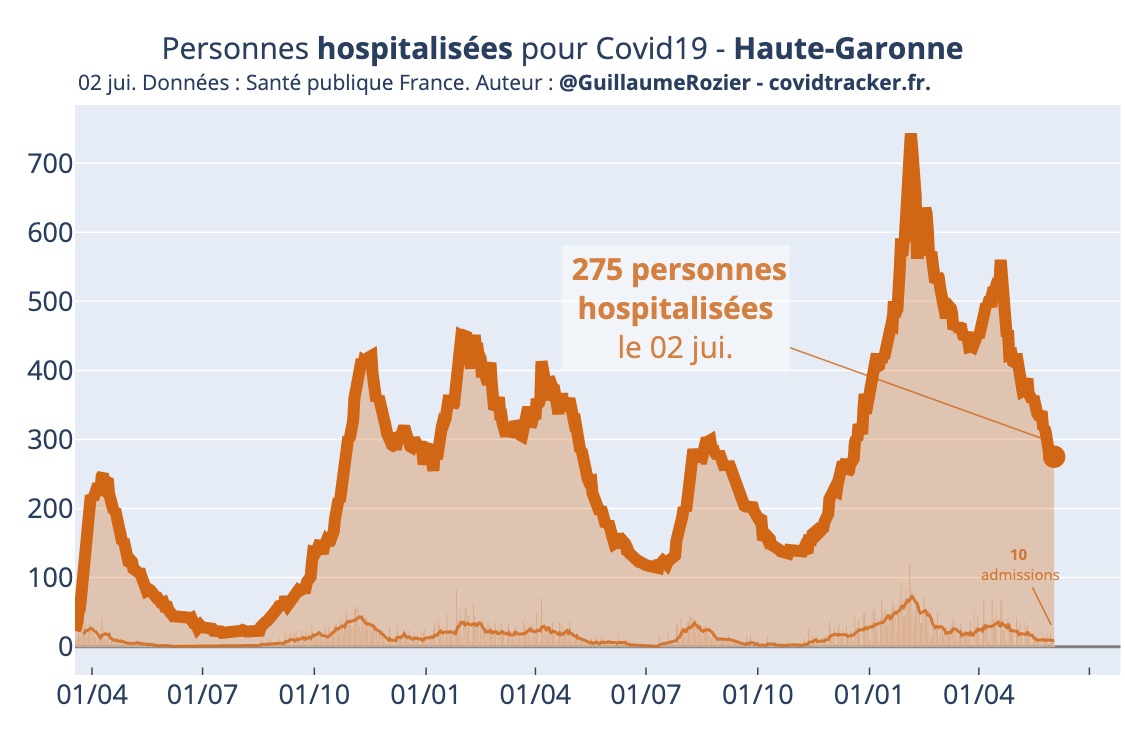 Personnes hospitalisées pour Covid19 - Haute-Garonne
02 jui. Données : Santé publique France. Auteur : @GuillaumeRozier - covidtracker.fr.
700
600
500
400
300
200
100
0
275 personnes
hospitalisées
le 02 jui.
10
admissions
01/04 01/07 01/10 01/01 01/04 01/07 01/10 01/01 01/04